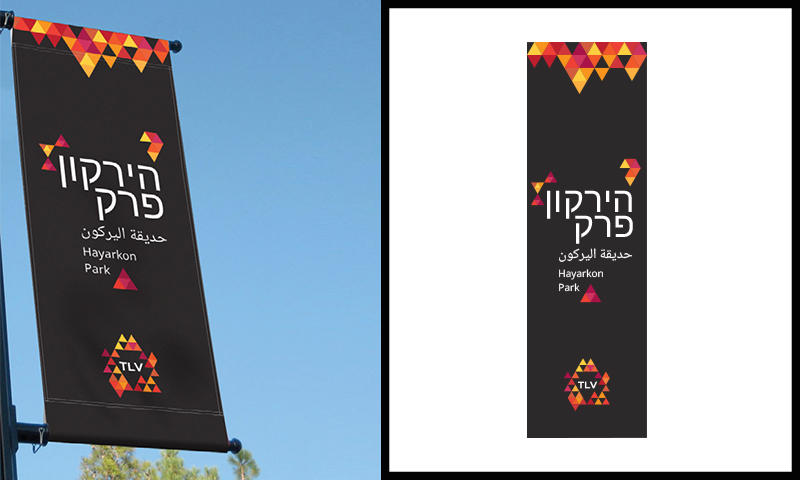 הירקון
פרק
حديقة اليركون
Hayarkon
Park
TLV
הירקון
פרק
حديقة اليركون
Hayarkon
Park
TLV